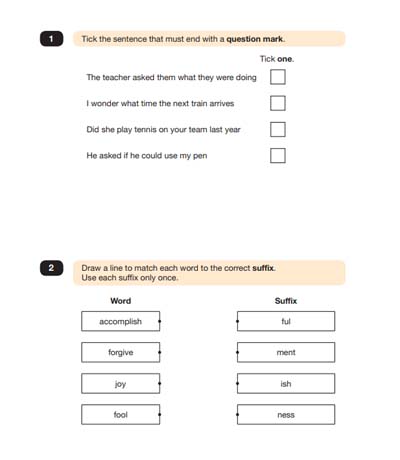 1
Tick the sentence that must end with a question mark.
Tick one.
The teacher asked them what they were doing
I wonder what time the next train arrives
Did she play tennis on your team last year
He asked if he could use my pen
2
Draw a line to match each word to the correct suffix.
Use each suffix only once.
Word Suffix
accomplish ful
forgive ment
joy ish
fool ness